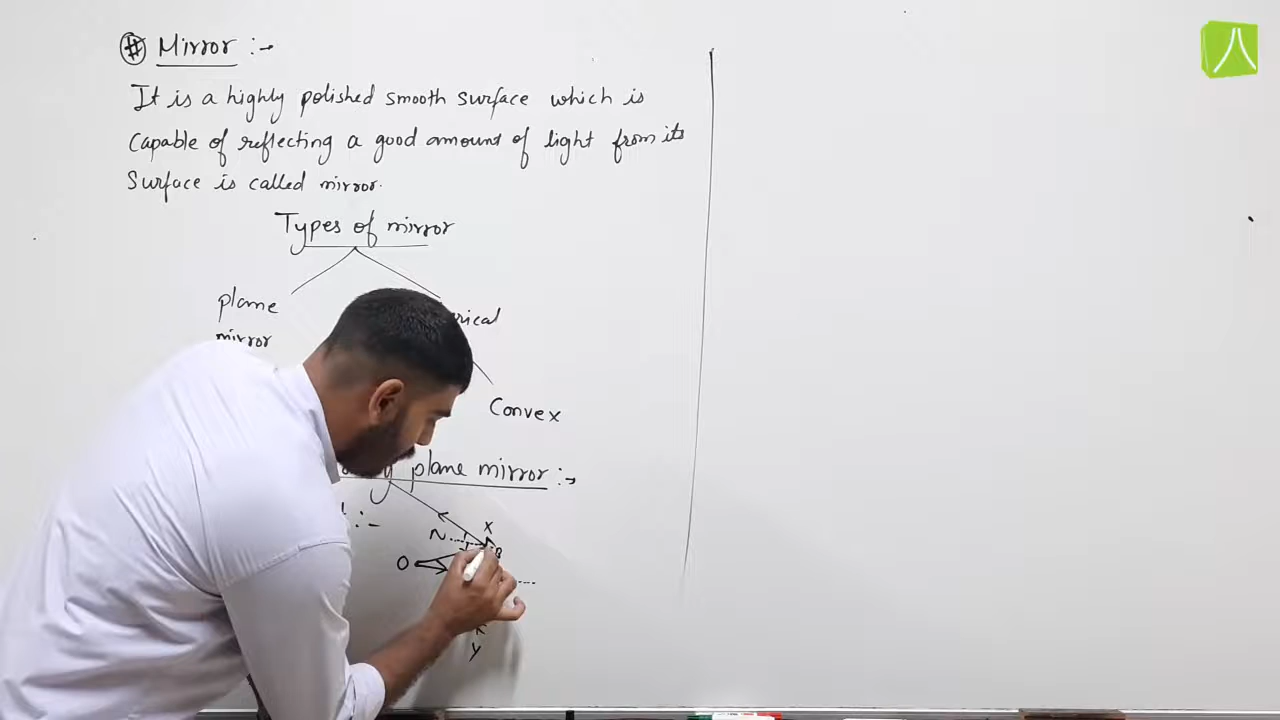 # Mirror :-
It is a highly polished smooth surface which is
capable of reflecting a good amount of light from its
Surface is called mirror.
Types of mirror
plane
mirror
Convex
plane mirror :-
:-
X
N
O
y